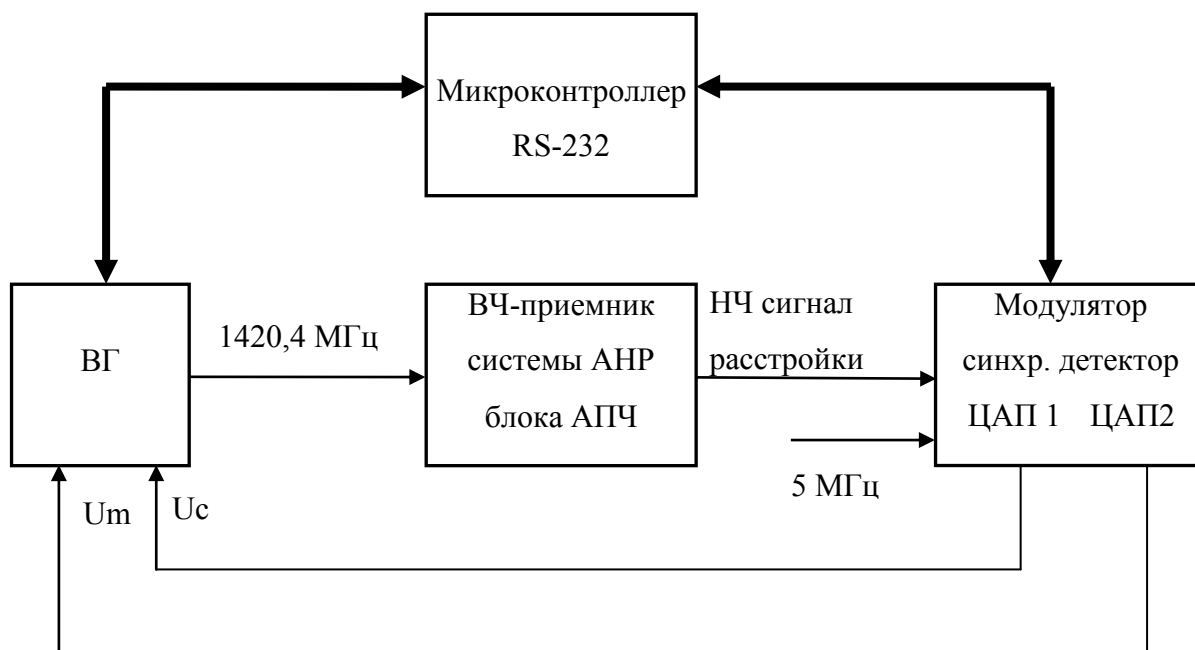 Микроконтроллер
RS-232
ВГ
1420,4 МГц
ВЧ-приемник
системы АНР
блока АПЧ
НЧ сигнал
расстройки
5 МГц
Модулятор
синхр. детектор
ЦАП 1 ЦАП2
Um
Uc